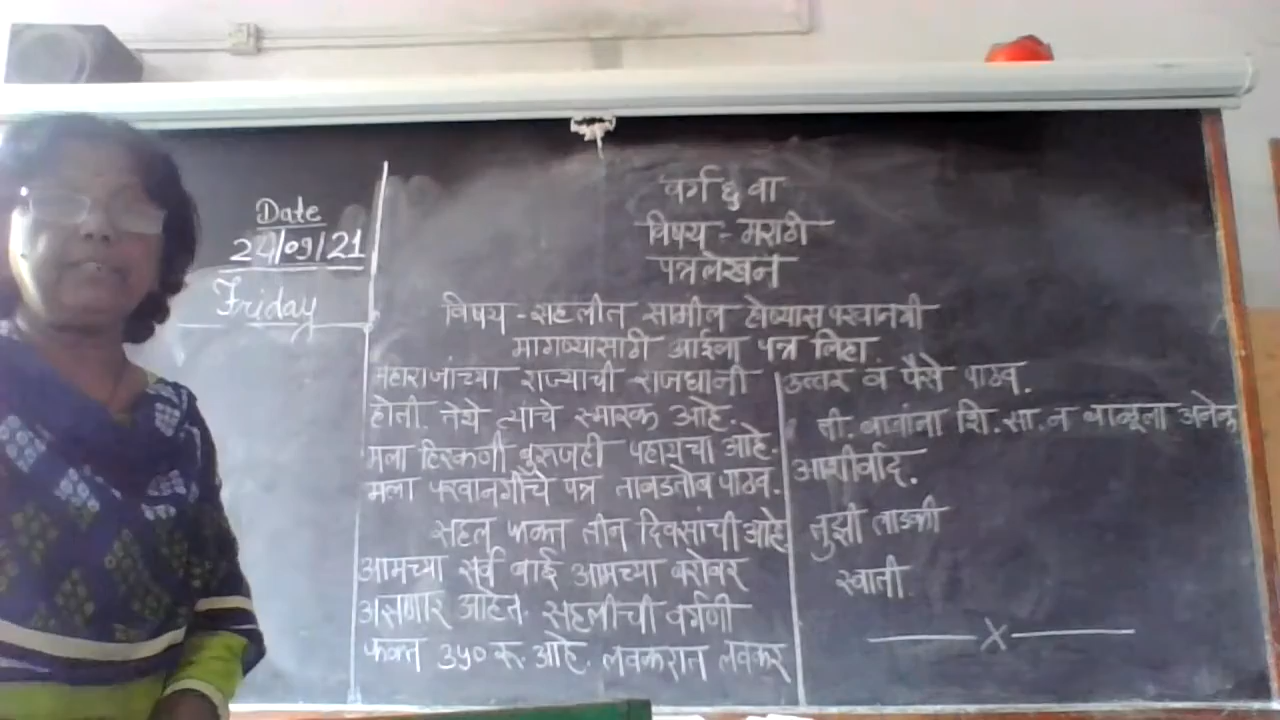 Date
24/09/21
Friday
वर्ग ६ वा
विषय - मराठी
पत्रलेखन
विषय - सहलीत सामील होण्यास परवानगी
मागण्यासाठी आईला पत्र लिहा.
महाराजांच्या राज्याची राजधानी
होती. तेथे त्यांचे स्मारक आहे.
मला हिरकणी बुरुजही पहायचा आहे.
मला परवानगीचे पत्र ताबडतोब पाठव.
सहल फक्त तीन दिवसांची आहे
आमच्या सर्व बाई आमच्या बरोबर
असणार आहेत. सहलीची वर्गणी
फक्त ३५० रू. आहे. लवकरात लवकर
उत्तर व पैसे पाठव.
ती. बाबांना शि. सा. न बाळूला अनेक
आशीर्वाद.
तुझी लाडकी
स्वाती.
X